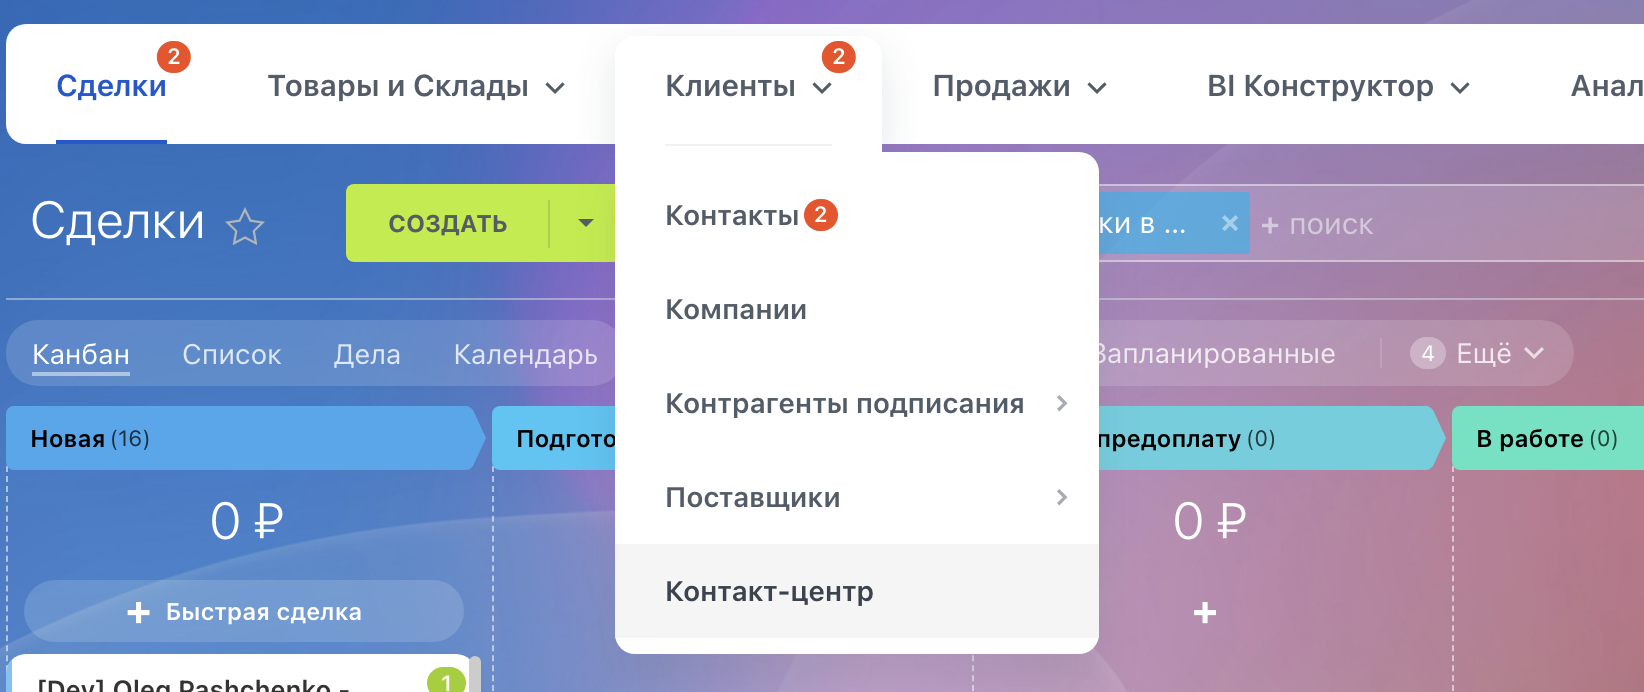 Сделки 2 Товары и Склады Клиенты 2 Продажи BI Конструктор Анал
Сделки СОЗДАТЬ Контакты 2 ки в ... × + поиск
Компании
Канбан Список Дела Календарь Запланированные 4 Ещё
Контрагенты подписания
Новая (16) Подгото предоплату (0) В работе (0)
Поставщики
0 ₽ 0 ₽
Контакт-центр
+ Быстрая сделка +
[Dev] Oleg Pashchenko - 1